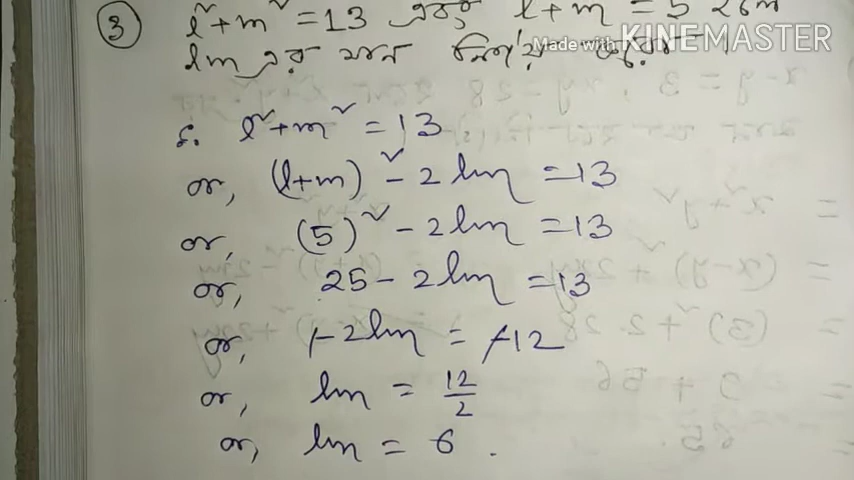 ③ l² + m² = 13 এবং l + m = 5 হলে
lm এর মান নির্ণয় করো।
Made with KINEMASTER
l² + m² = 13
or, (l+m)² - 2lm = 13
or, (5)² - 2lm = 13
or, 25 - 2lm = 13
or, -2lm = -12
or, lm = 12/2
or, lm = 6.